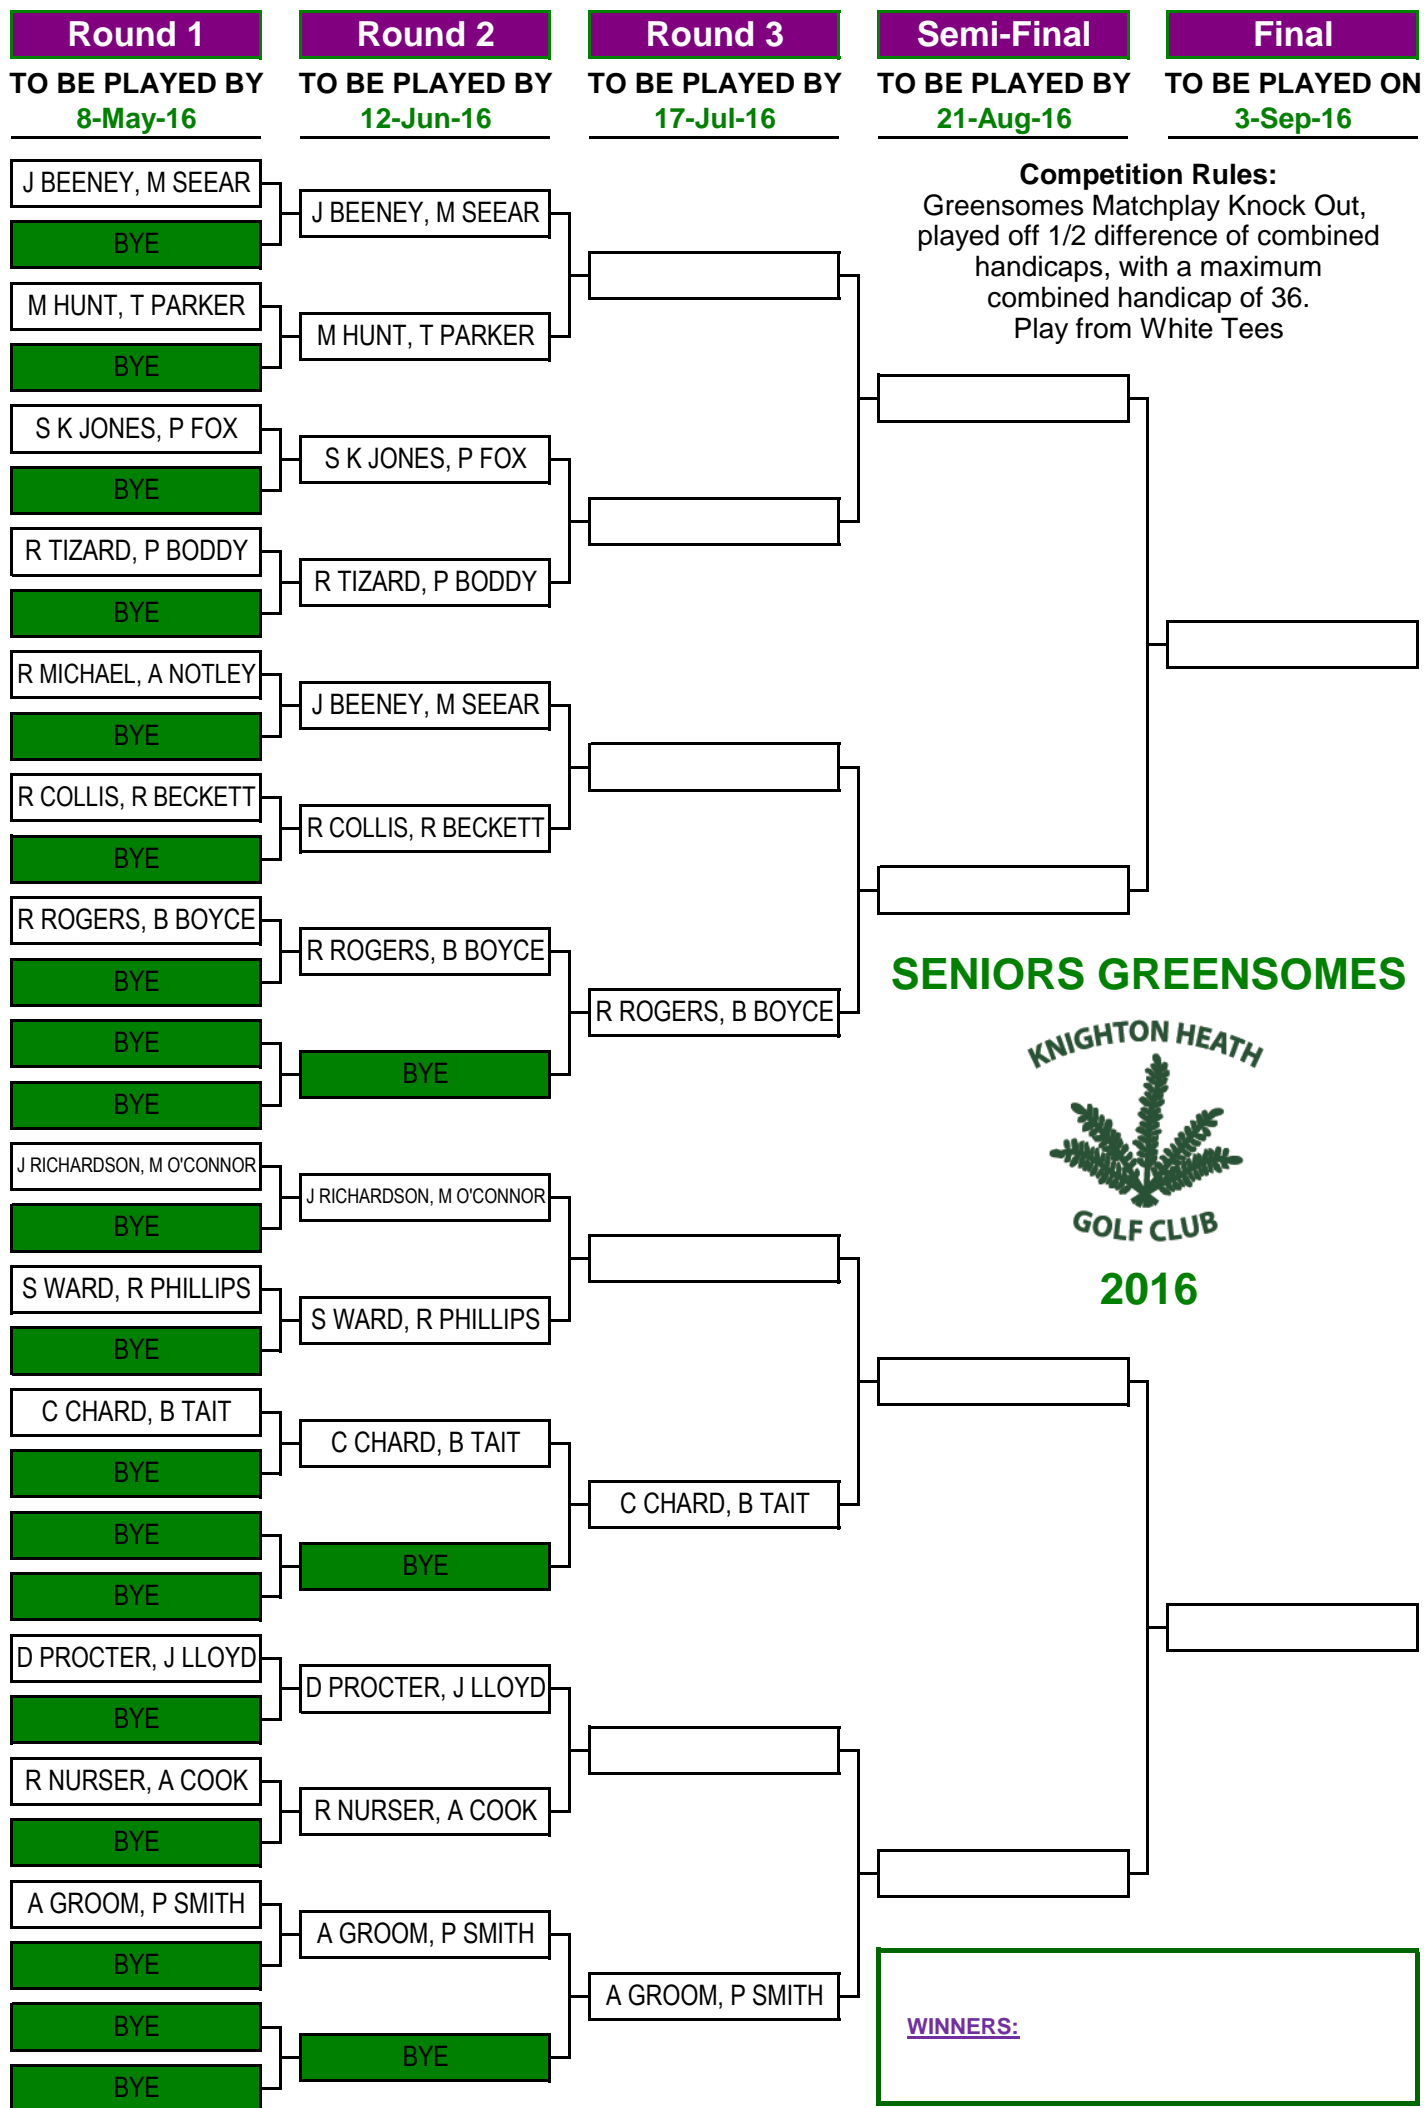 Round 1
Round 2
Round 3
Semi-Final
Final
TO BE PLAYED BY
TO BE PLAYED BY
TO BE PLAYED BY
TO BE PLAYED BY
TO BE PLAYED ON
8-May-16
12-Jun-16
17-Jul-16
21-Aug-16
3-Sep-16
J BEENEY, M SEEAR
BYE
M HUNT, T PARKER
BYE
S K JONES, P FOX
BYE
R TIZARD, P BODDY
BYE
R MICHAEL, A NOTLEY
BYE
R COLLIS, R BECKETT
BYE
R ROGERS, B BOYCE
BYE
BYE
BYE
J RICHARDSON, M O'CONNOR
BYE
S WARD, R PHILLIPS
BYE
C CHARD, B TAIT
BYE
BYE
BYE
D PROCTER, J LLOYD
BYE
R NURSER, A COOK
BYE
A GROOM, P SMITH
BYE
BYE
BYE
J BEENEY, M SEEAR
M HUNT, T PARKER
S K JONES, P FOX
R TIZARD, P BODDY
J BEENEY, M SEEAR
R COLLIS, R BECKETT
R ROGERS, B BOYCE
BYE
J RICHARDSON, M O'CONNOR
S WARD, R PHILLIPS
C CHARD, B TAIT
BYE
D PROCTER, J LLOYD
R NURSER, A COOK
A GROOM, P SMITH
BYE
R ROGERS, B BOYCE
C CHARD, B TAIT
A GROOM, P SMITH
Competition Rules:
Greensomes Matchplay Knock Out,
played off 1/2 difference of combined
handicaps, with a maximum
combined handicap of 36.
Play from White Tees
SENIORS GREENSOMES
KNIGHTON HEATH
GOLF CLUB
2016
WINNERS: